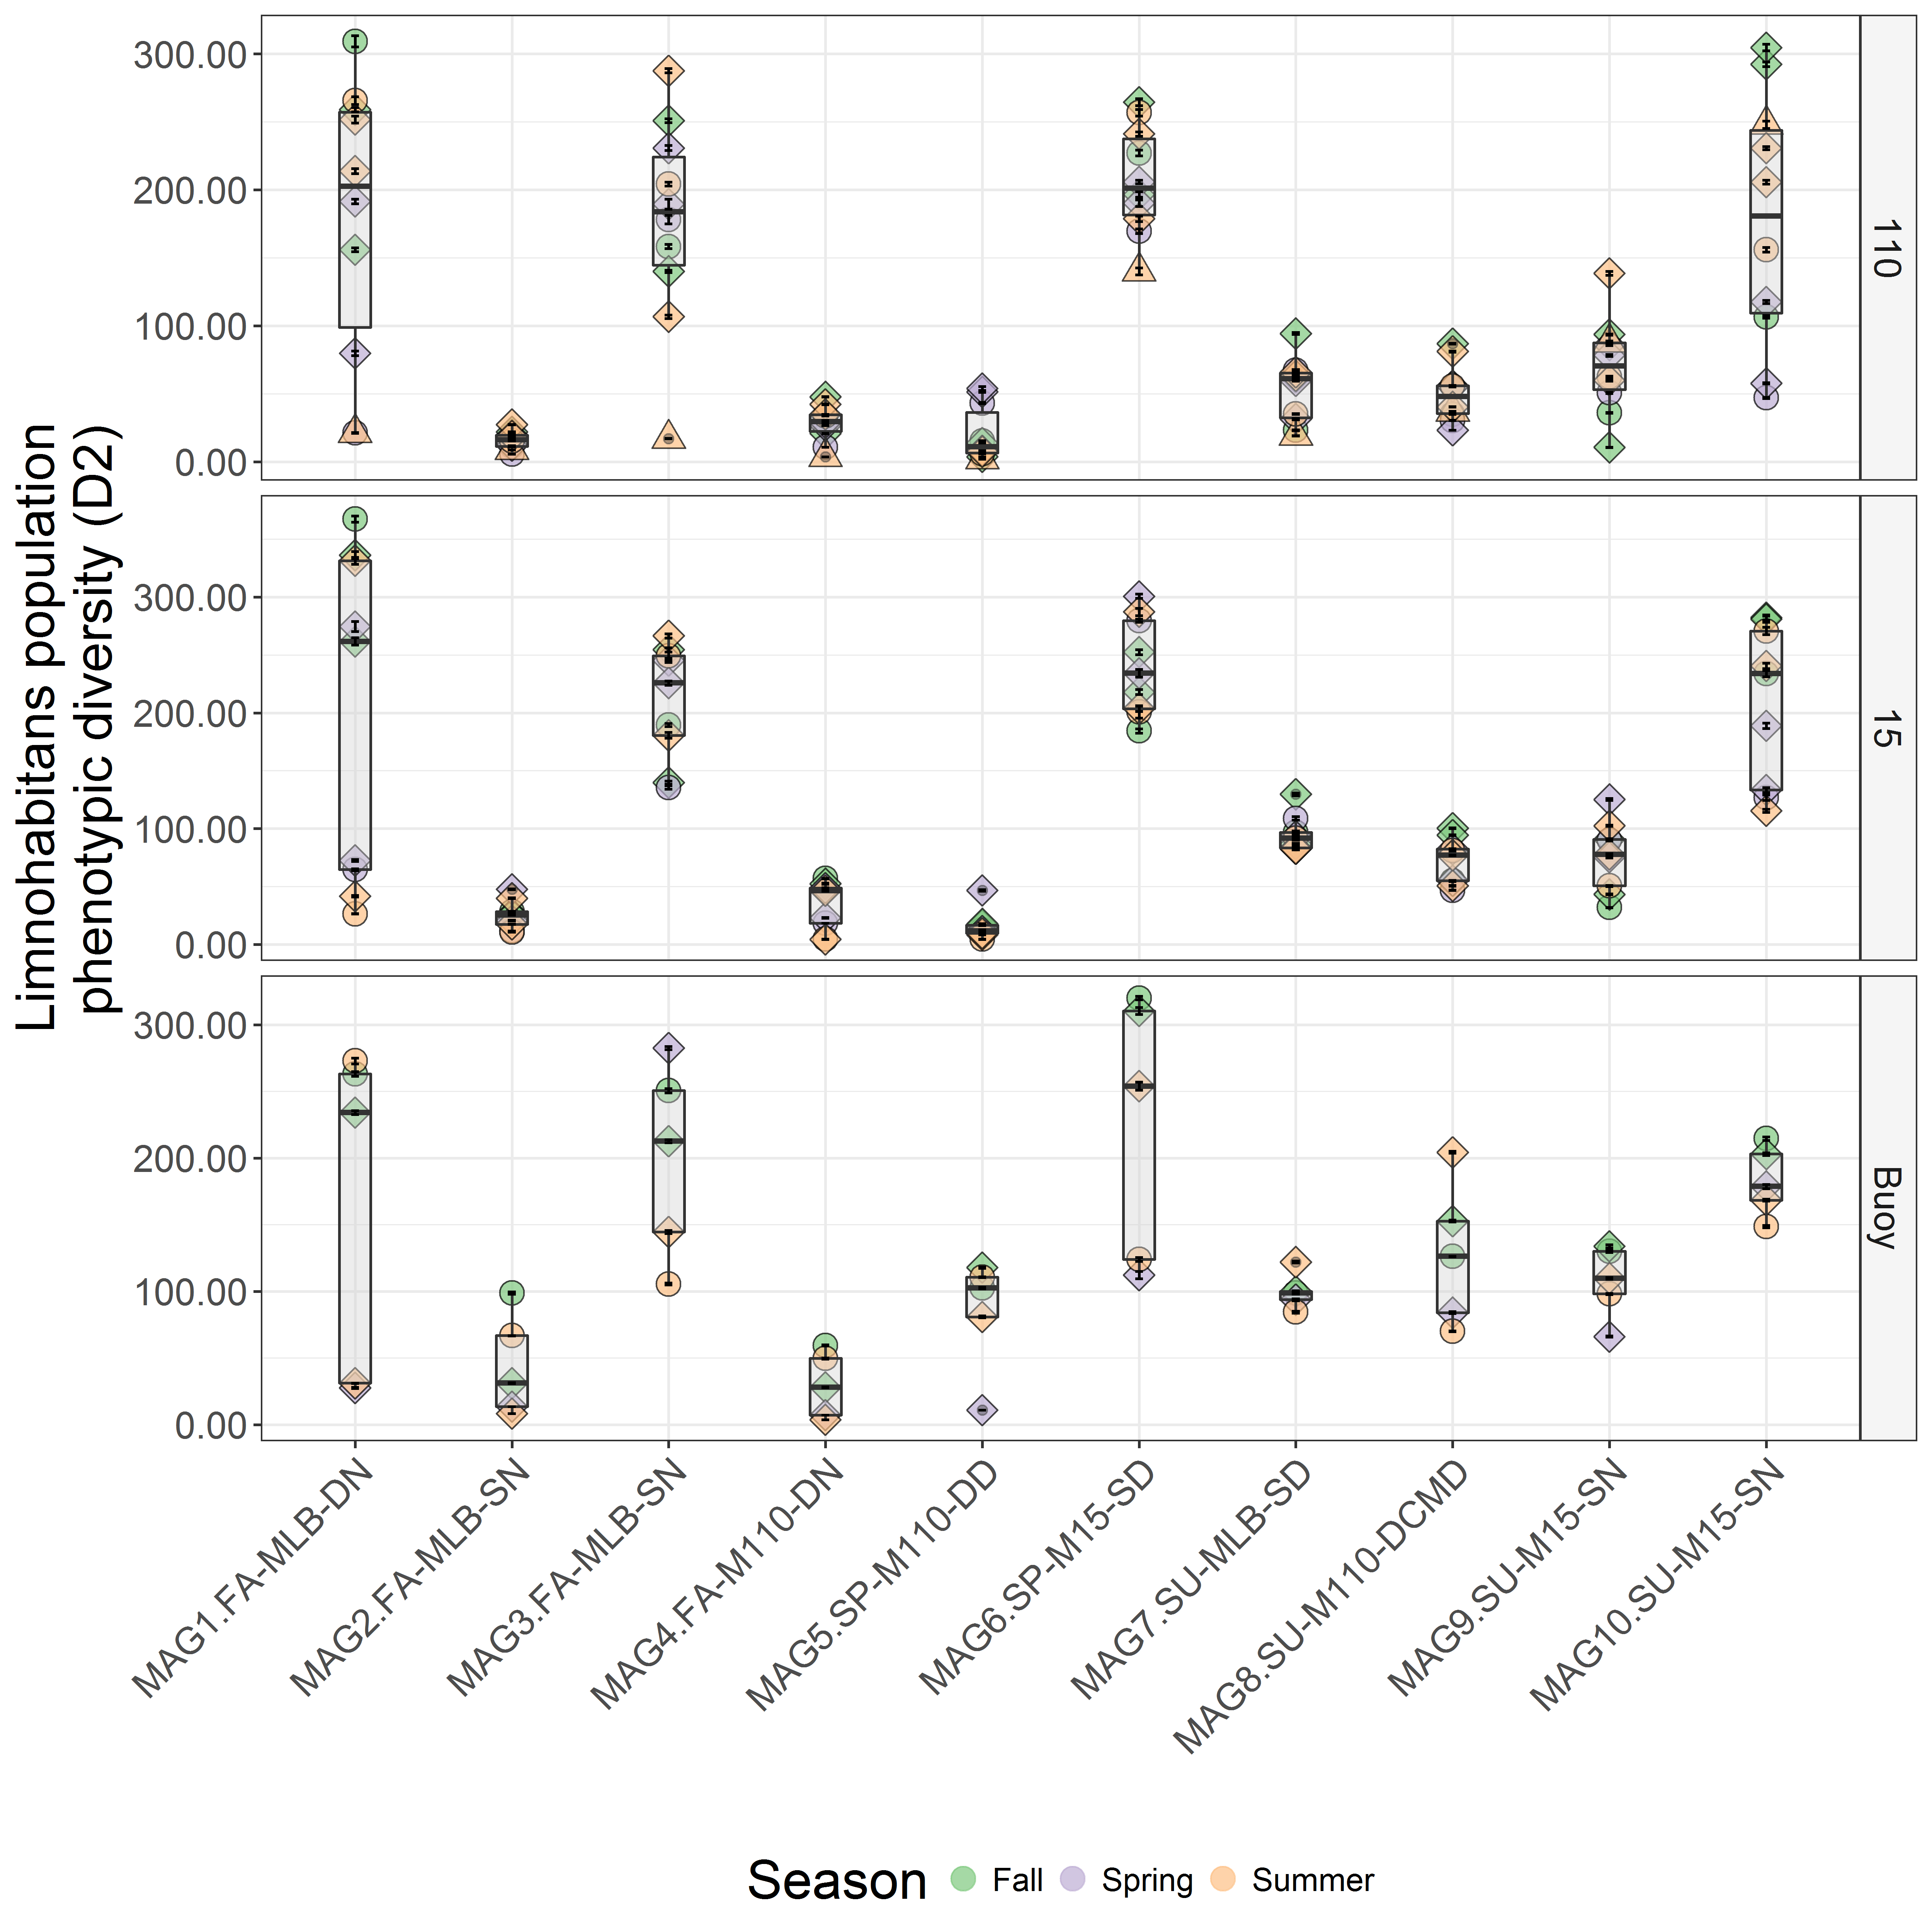 Limnohabitans population
phenotypic diversity (D2)
300.00
200.00
100.00
0.00
110
300.00
200.00
100.00
0.00
15
300.00
200.00
100.00
0.00
Buoy
MAG1.FA-MLB-DN
MAG2.FA-MLB-SN
MAG3.FA-MLB-SN
MAG4.FA-M110-DN
MAG5.SP-M110-DD
MAG6.SP-M15-SD
MAG7.SU-MLB-SD
MAG8.SU-M110-DCMD
MAG9.SU-M15-SN
MAG10.SU-M15-SN
Season Fall Spring Summer